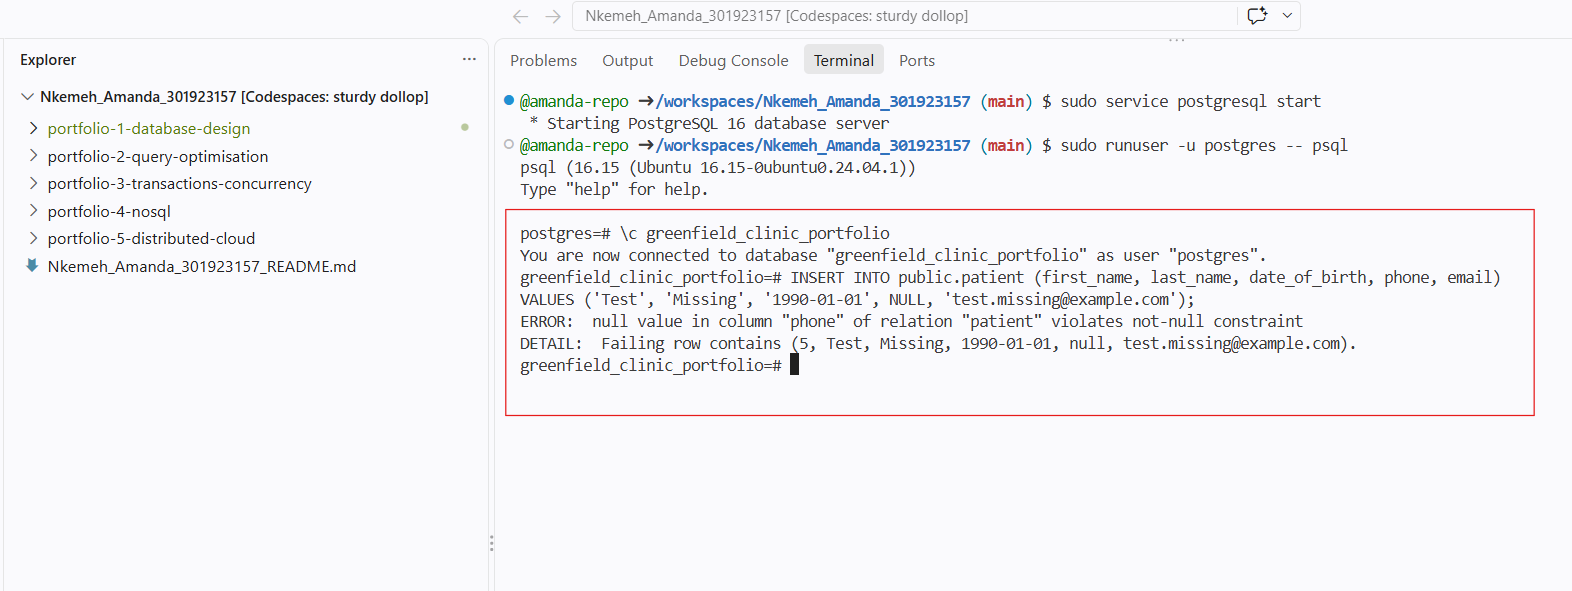 Nkemeh_Amanda_301923157 [Codespaces: sturdy dollop]
Explorer
Nkemeh_Amanda_301923157 [Codespaces: sturdy dollop]
portfolio-1-database-design
portfolio-2-query-optimisation
portfolio-3-transactions-concurrency
portfolio-4-nosql
portfolio-5-distributed-cloud
Nkemeh_Amanda_301923157_README.md
Problems Output Debug Console Terminal Ports
@amanda-repo ➜/workspaces/Nkemeh_Amanda_301923157 (main) $ sudo service postgresql start
* Starting PostgreSQL 16 database server
@amanda-repo ➜/workspaces/Nkemeh_Amanda_301923157 (main) $ sudo runuser -u postgres -- psql
psql (16.15 (Ubuntu 16.15-0ubuntu0.24.04.1))
Type "help" for help.
postgres=# \c greenfield_clinic_portfolio
You are now connected to database "greenfield_clinic_portfolio" as user "postgres".
greenfield_clinic_portfolio=# INSERT INTO public.patient (first_name, last_name, date_of_birth, phone, email)
VALUES ('Test', 'Missing', '1990-01-01', NULL, 'test.missing@example.com');
ERROR:  null value in column "phone" of relation "patient" violates not-null constraint
DETAIL:  Failing row contains (5, Test, Missing, 1990-01-01, null, test.missing@example.com).
greenfield_clinic_portfolio=#